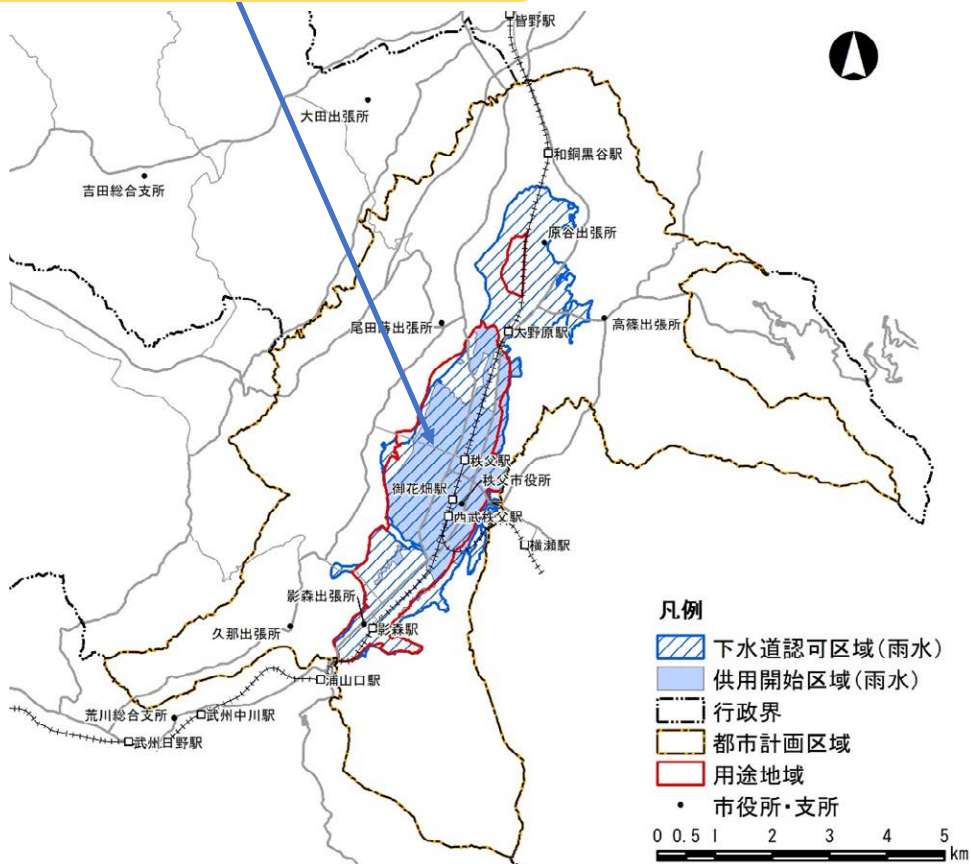 皆野駅
大田出張所
和銅黒谷駅
吉田総合支所
原谷出張所
尾田蒔出張所
大野原駅
高篠出張所
秩父駅
秩父市役所
御花畑駅
西武秩父駅
横瀬駅
影森出張所
久那出張所
影森駅
浦山口駅
荒川総合支所
武州中川駅
武州日野駅
凡例
下水道認可区域(雨水)
供用開始区域(雨水)
行政界
都市計画区域
用途地域
市役所・支所
0 0.5 1 2 3 4 5
km